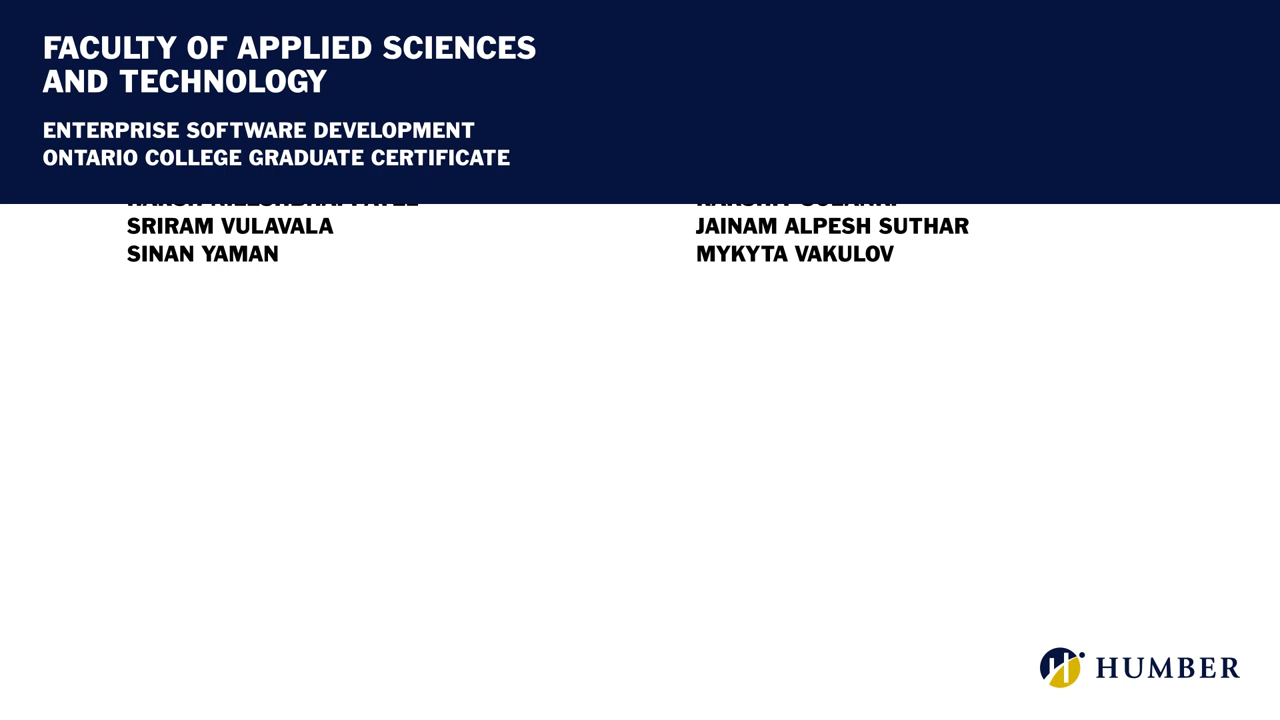 FACULTY OF APPLIED SCIENCES
AND TECHNOLOGY
ENTERPRISE SOFTWARE DEVELOPMENT
ONTARIO COLLEGE GRADUATE CERTIFICATE
SRIRAM VULAVALA
SINAN YAMAN
JAINAM ALPESH SUTHAR
MYKYTA VAKULOV
HUMBER